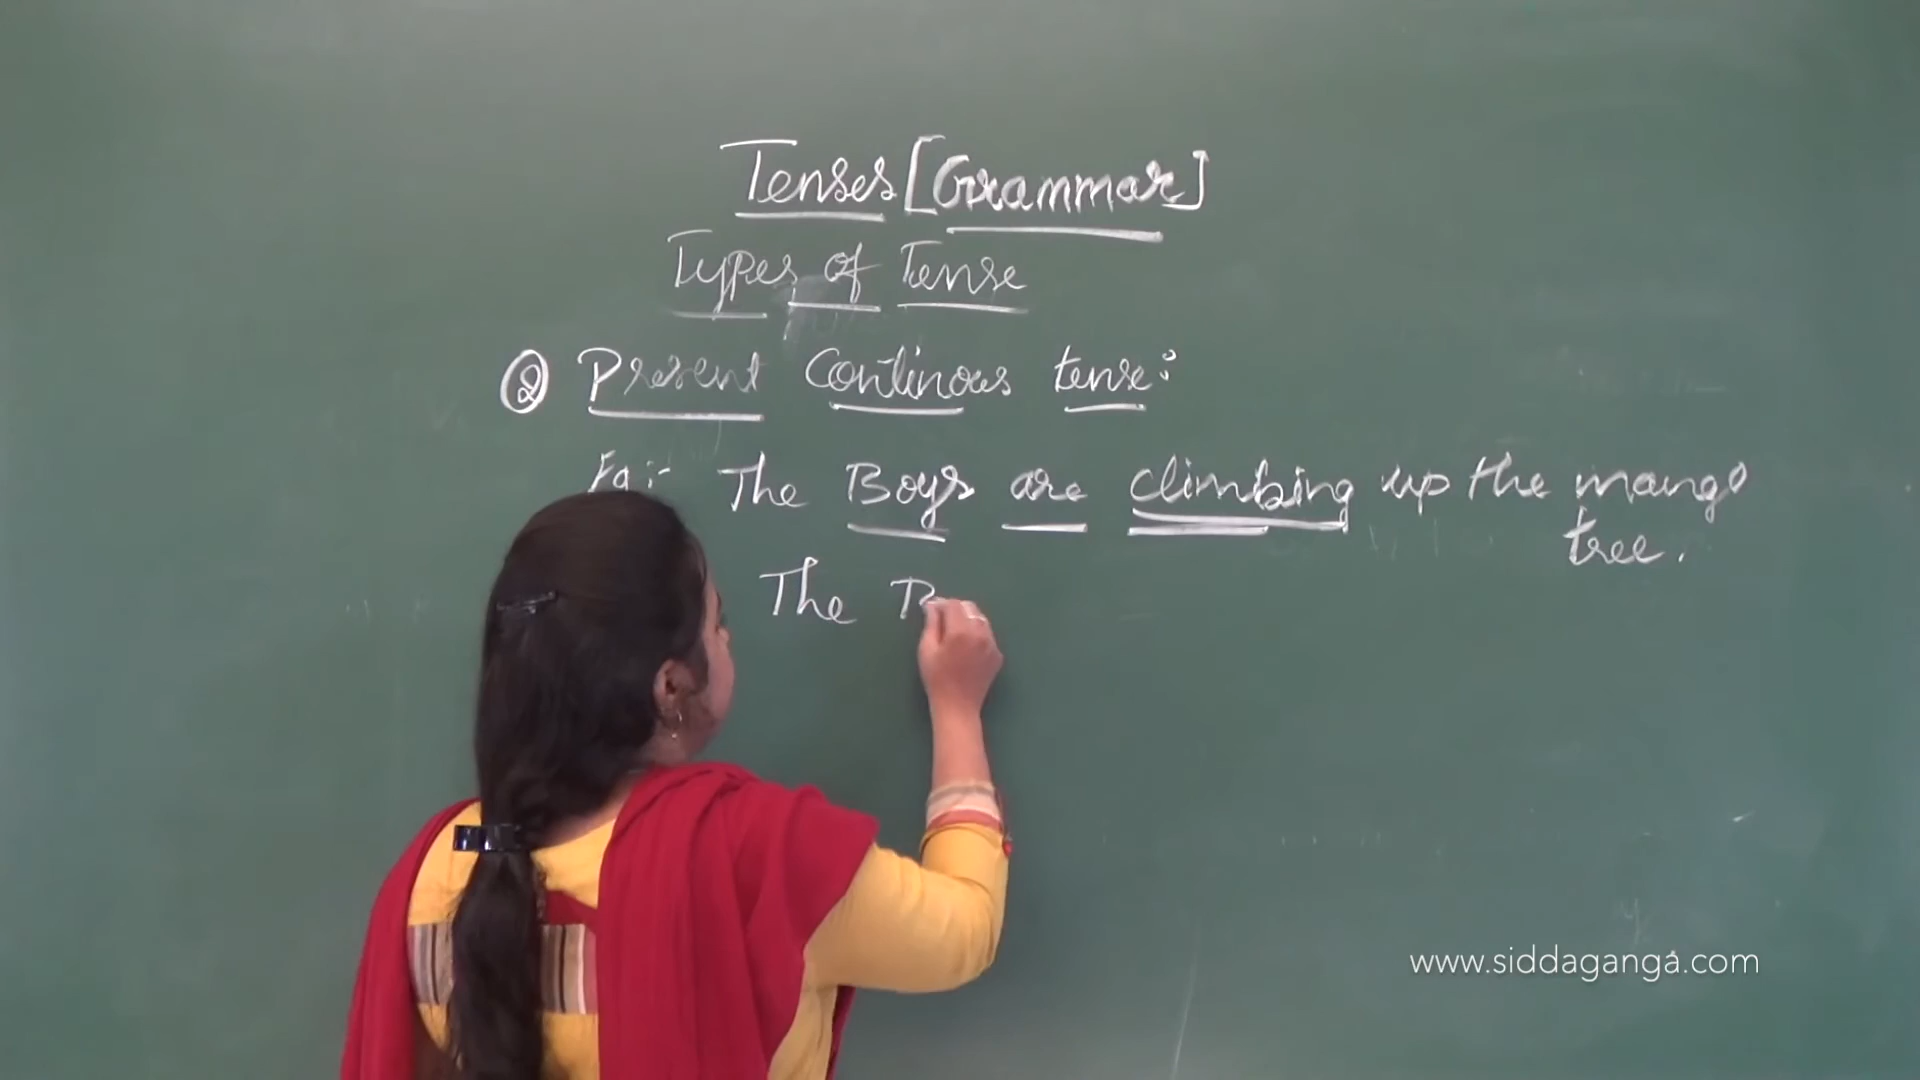 Tenses [Grammar]
Types of Tense
② Present Continous tense:
Eg:- The Boys are climbing up the mango
tree.
The B
www.siddaganga.com